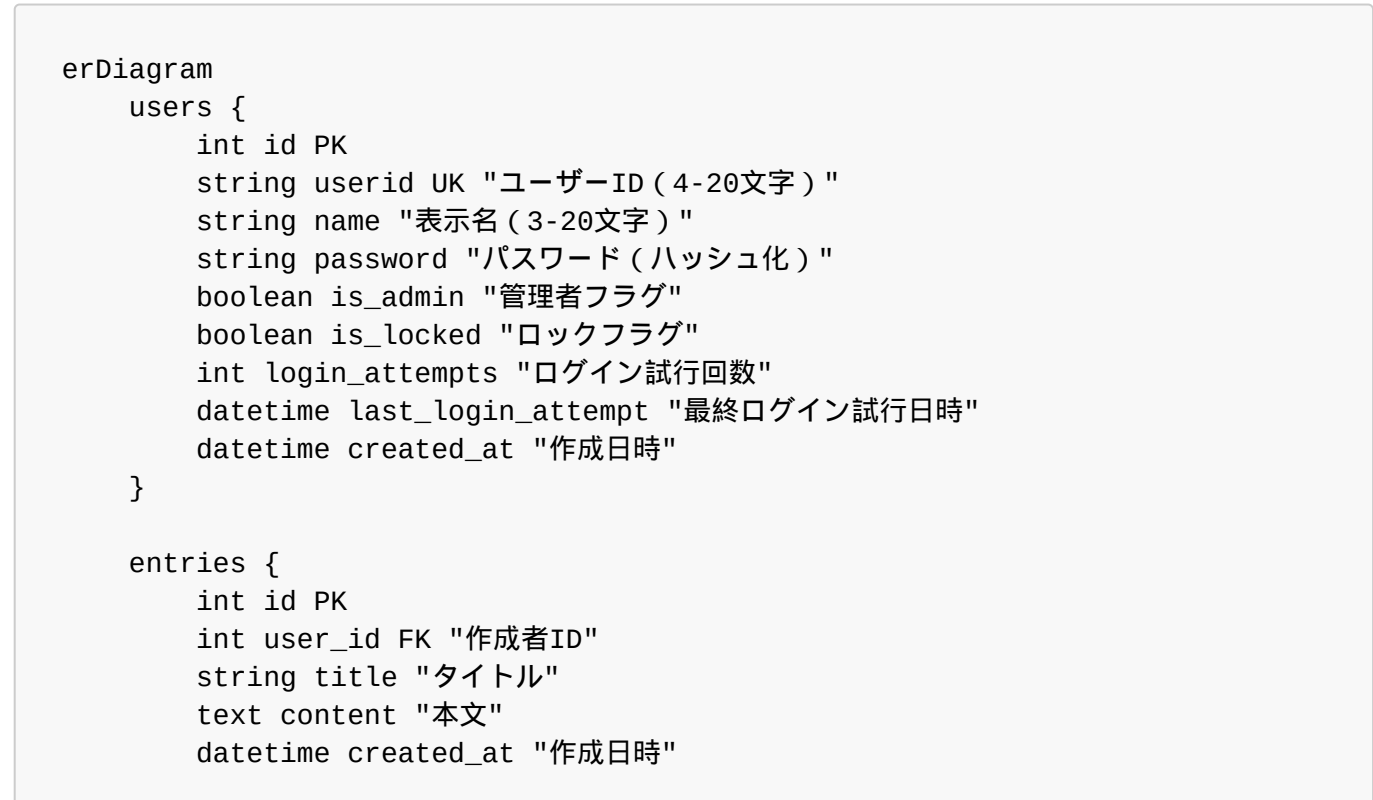 erDiagram
    users {
        int id PK
        string userid UK "ユーザーID（4-20文字）"
        string name "表示名（3-20文字）"
        string password "パスワード（ハッシュ化）"
        boolean is_admin "管理者フラグ"
        boolean is_locked "ロックフラグ"
        int login_attempts "ログイン試行回数"
        datetime last_login_attempt "最終ログイン試行日時"
        datetime created_at "作成日時"
    }
    entries {
        int id PK
        int user_id FK "作成者ID"
        string title "タイトル"
        text content "本文"
        datetime created_at "作成日時"